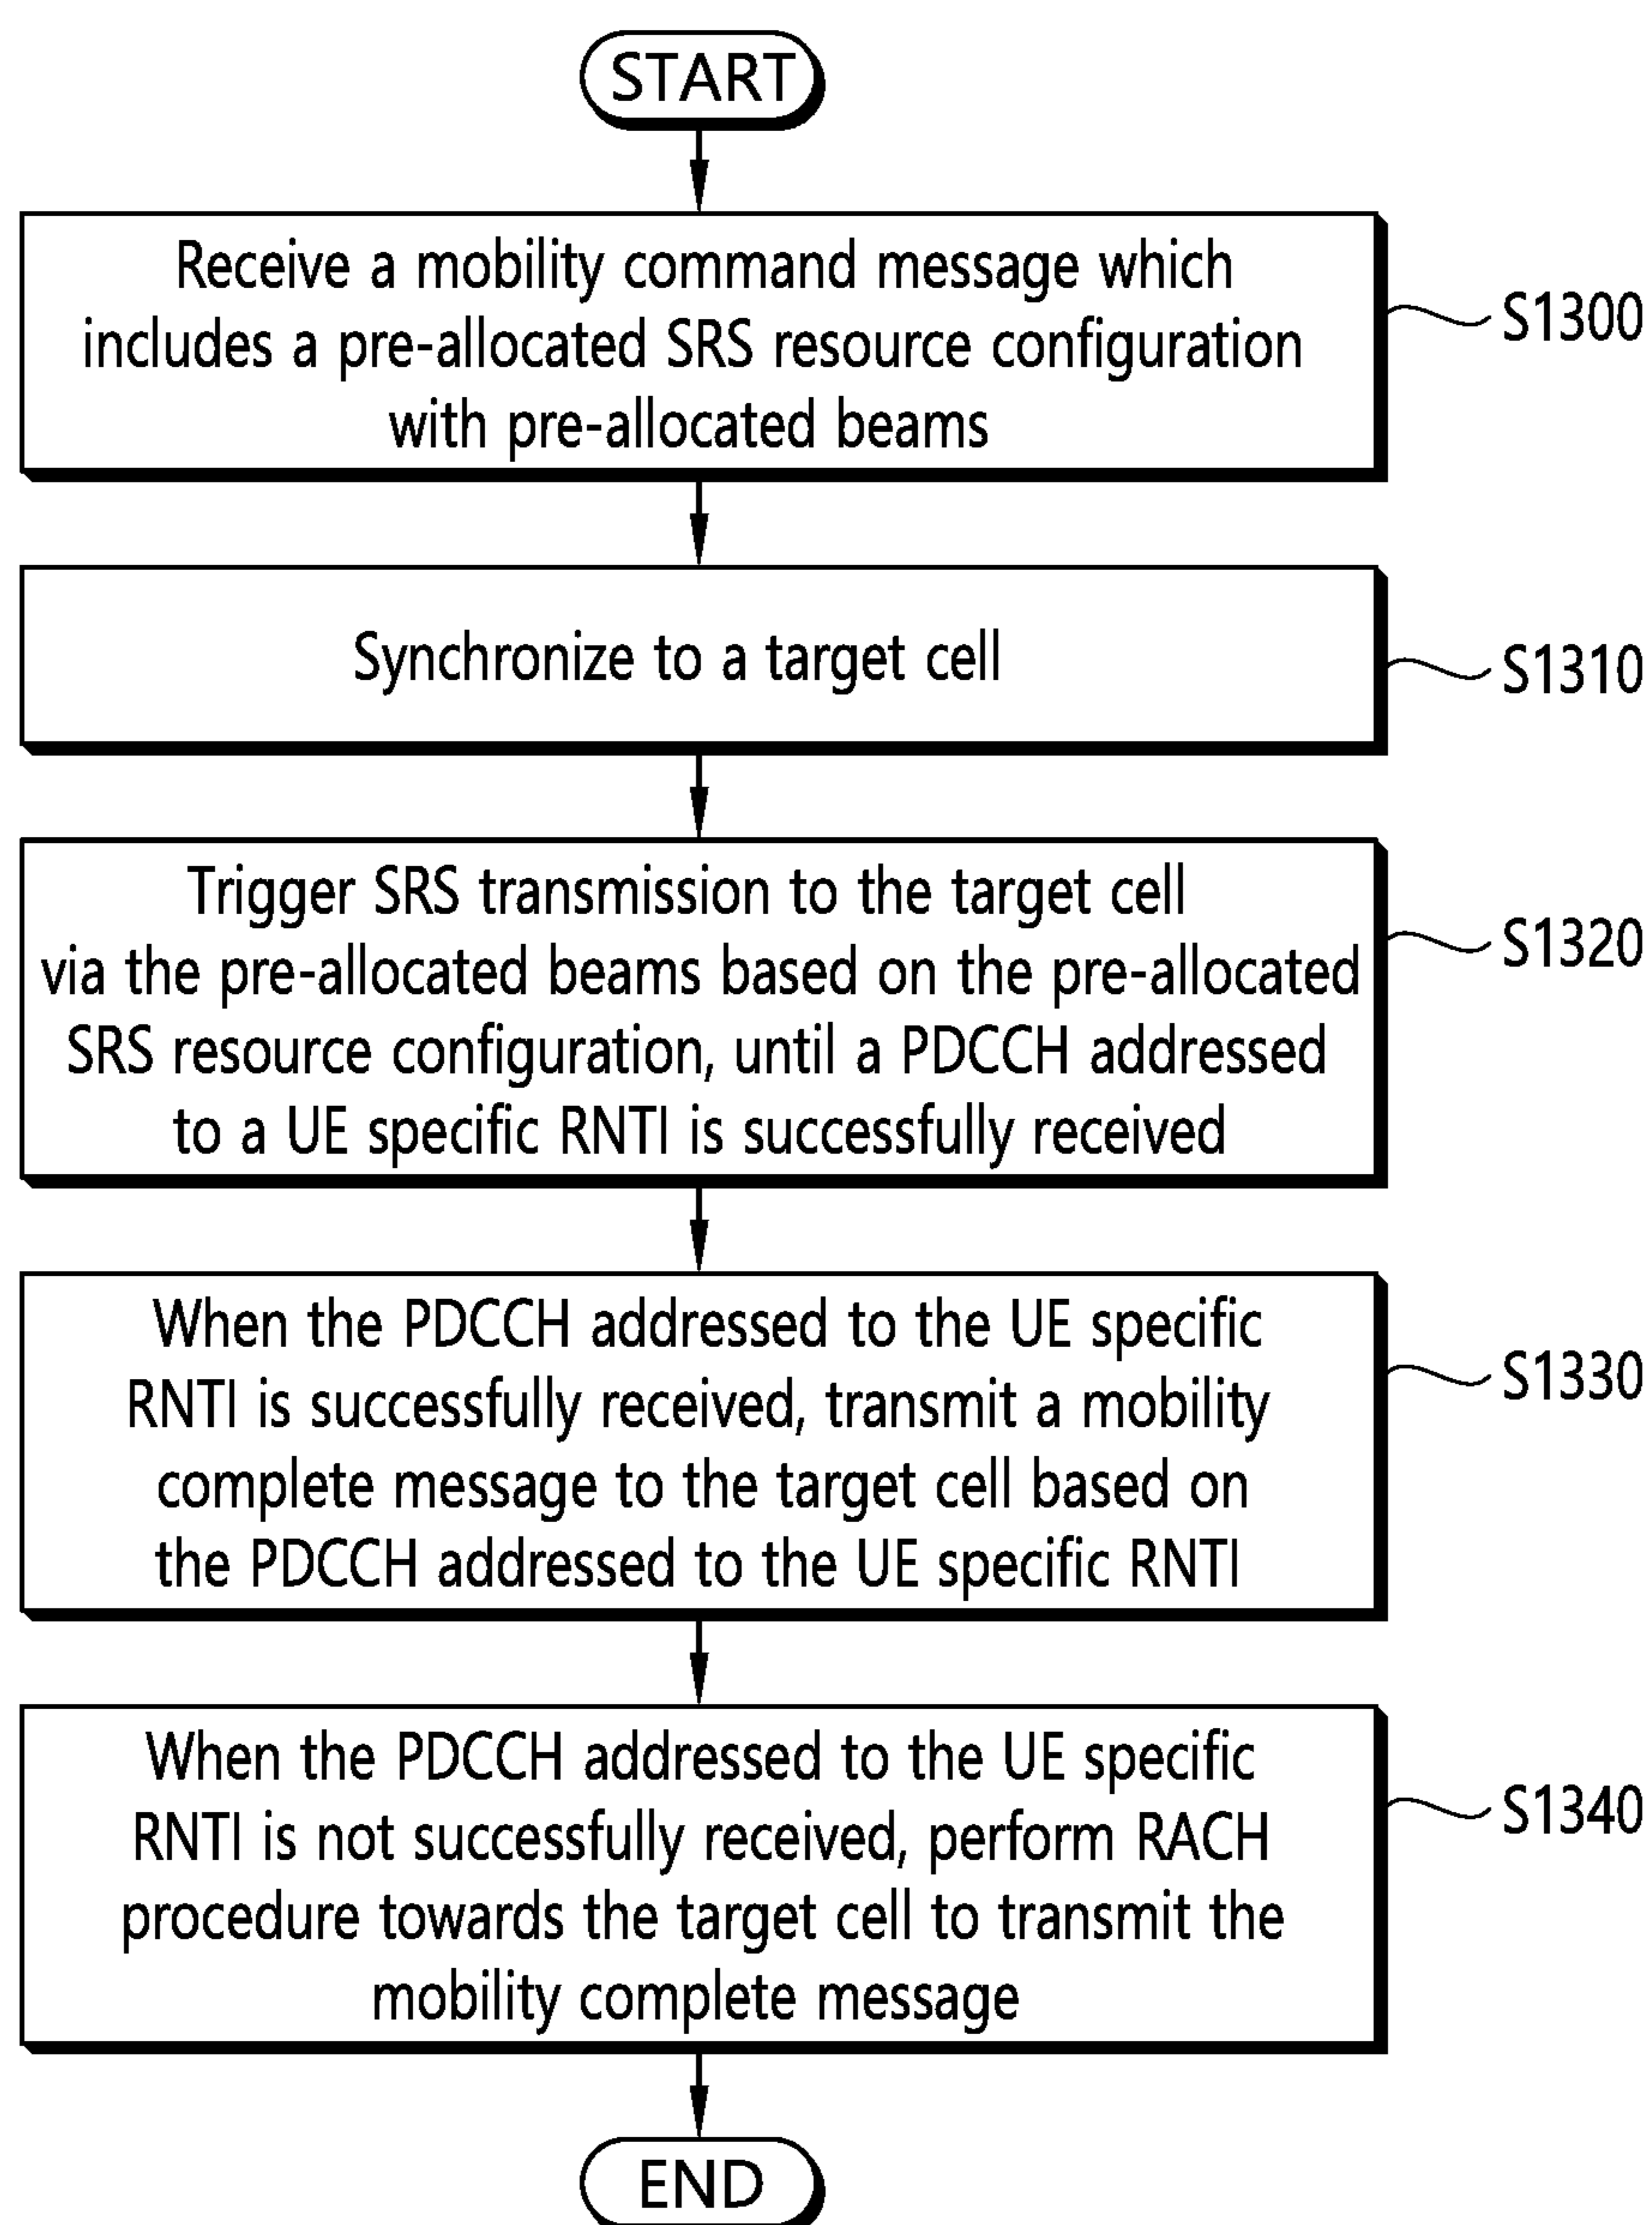 START
Receive a mobility command message which
includes a pre-allocated SRS resource configuration
with pre-allocated beams
S1300
Synchronize to a target cell
S1310
Trigger SRS transmission to the target cell
via the pre-allocated beams based on the pre-allocated
SRS resource configuration, until a PDCCH addressed
to a UE specific RNTI is successfully received
S1320
When the PDCCH addressed to the UE specific
RNTI is successfully received, transmit a mobility
complete message to the target cell based on
the PDCCH addressed to the UE specific RNTI
S1330
When the PDCCH addressed to the UE specific
RNTI is not successfully received, perform RACH
procedure towards the target cell to transmit the
mobility complete message
S1340
END